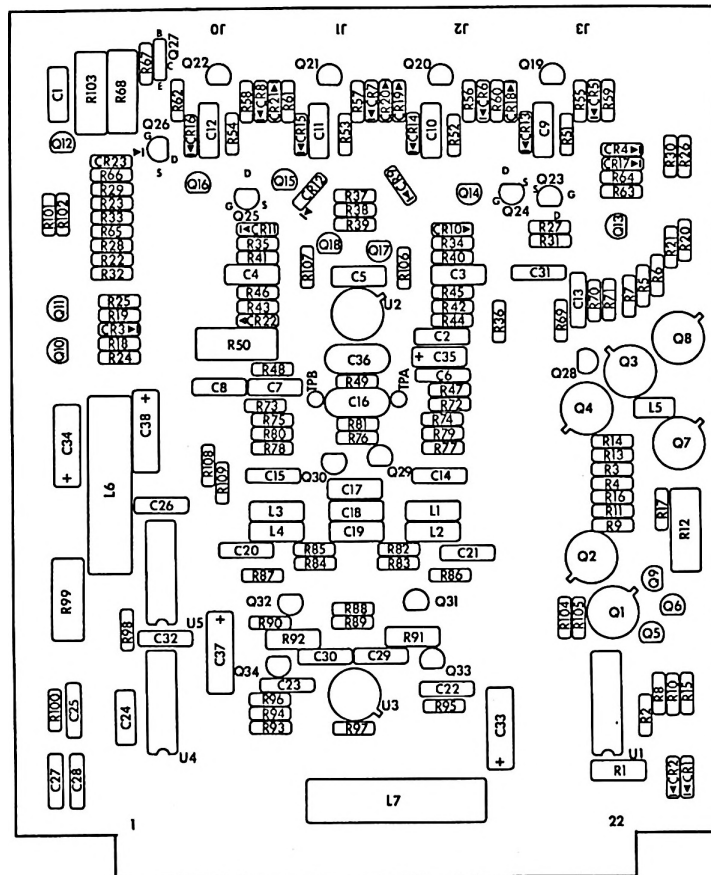 J0 J1 J2 J3
B
Q27
C
E
R67
Q22 Q21 Q20 Q19
C1 R103 R68
R62 CR16 C12 R54 R58 CR8 CR21 R61 CR15 C11 R53 R57 CR7 CR20 CR19 CR14 C10 R52 R56 CR6 R60 CR18 CR13 C9 R51 R55 CR5 R59
Q12
Q26
G
D
S
CR4
CR17
R64
R63
R30 R26
CR23
R66
R29
R23
R33
R65
R28
R22
R32
R101 R102
Q16
D
S
G
Q25
Q15
CR12
R37
R38
R39
CR9
Q14
D
S
G
Q24
Q23
S
G
D
R27
R31
Q13
CR11
R35
R41
C4
R46
R43
CR22
R107
Q18
Q17
R106
C5
U2
CR10
R34
R40
C3
R45
R42
R44
C31
R36
R69
C13
R70 R71
R7 R5 R6 R21 R20
Q11
Q10
R25
R19
CR3
R18
R24
R50
C36
C2
+ C35
Q28 Q3 Q8
R48
R49
C6
C8 C7
TPB TPA
C16
R47
R72
R73
R75
R80
R78
R81
R76
R74
R79
R77
Q4
L5
Q7
C34
+
C38
+
L6
R108
R109
C15
Q30
Q29
C14
R14
R13
R3
R4
R16
R11
R9
R17
R12
C26
C17
L3 C18 L1
L4 C19 L2
C20
R85
R84
R82
R83
C21
R87 R86
Q2
Q9
R99
U5
R98
C32
C37
+
Q32
R90
R88
R89
Q31
R92 R91
R104 R105
Q1
Q6
Q5
C30 C29
Q34 Q33
C23
R96
R94
R93
U3
R97
C22
R95
C33
+
R100 C25
C24
U4
C27 C28
R2 R8 R10 R15
U1
R1
CR2 CR1
L7
1 22